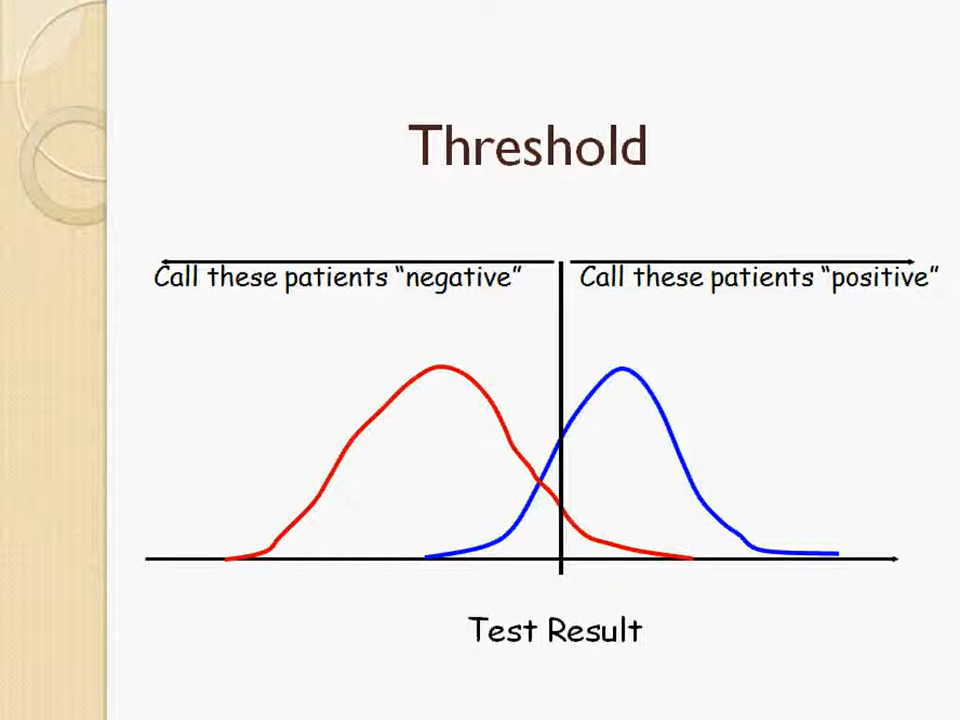 Threshold
Call these patients “negative”
Call these patients “positive”
Test Result